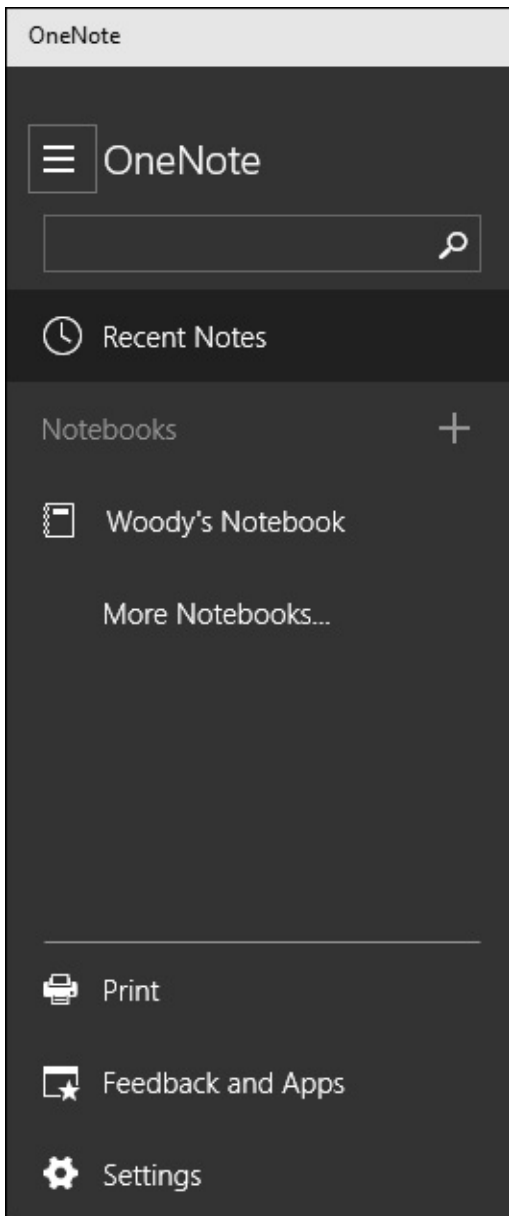 OneNote
OneNote
Recent Notes
Notebooks
Woody's Notebook
More Notebooks...
Print
Feedback and Apps
Settings